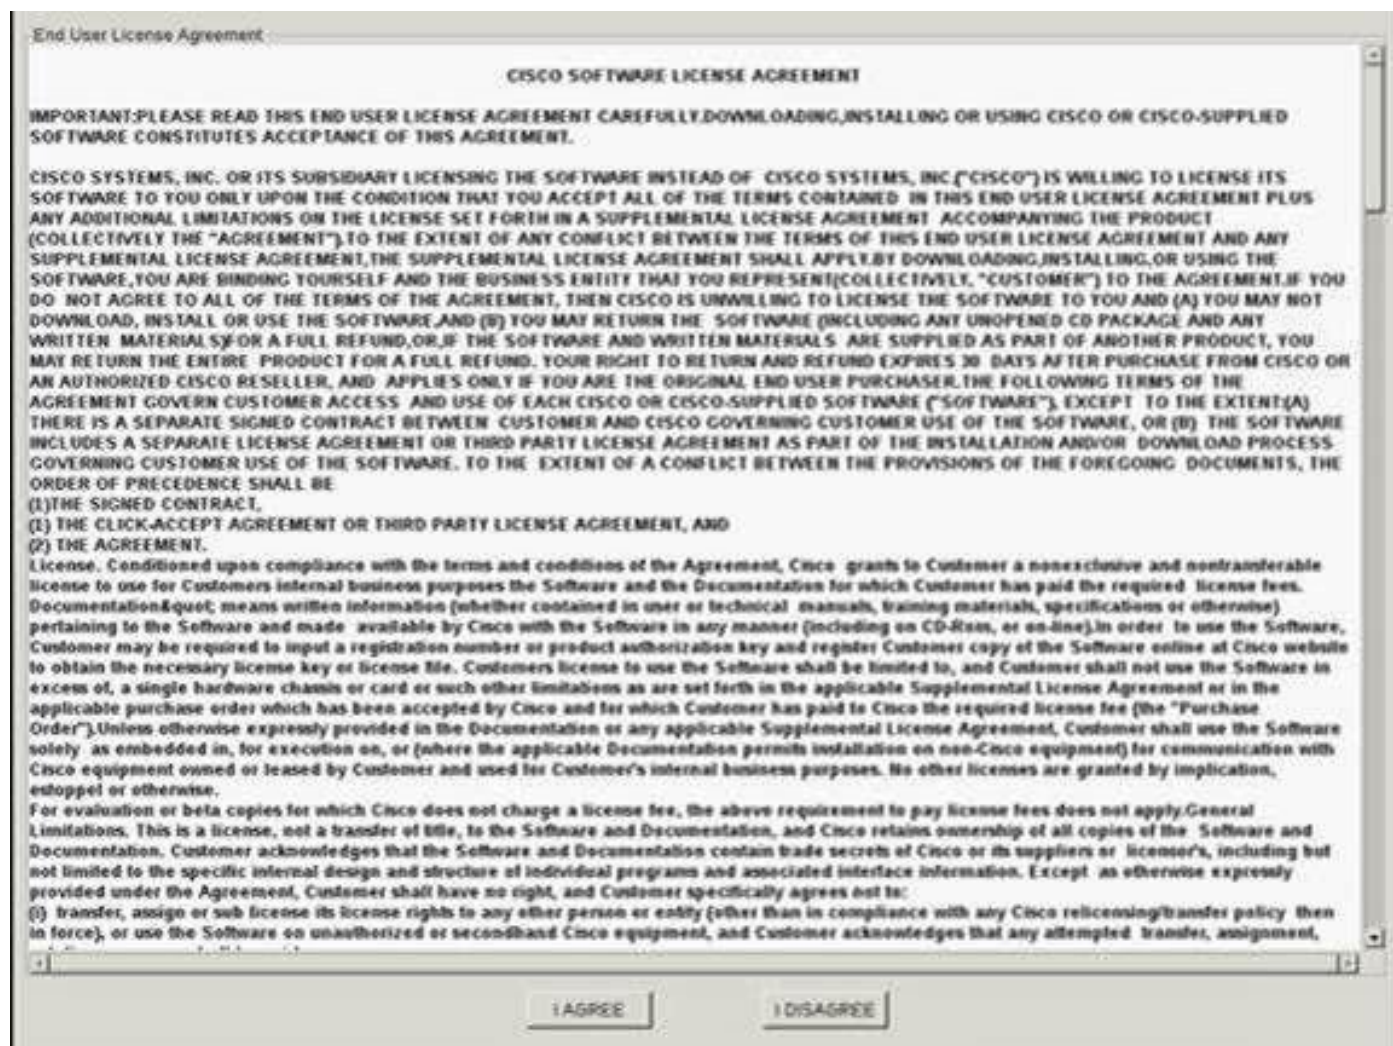 End User License Agreement
CISCO SOFTWARE LICENSE AGREEMENT
IMPORTANT:PLEASE READ THIS END USER LICENSE AGREEMENT CAREFULLY.DOWNLOADING,INSTALLING OR USING CISCO OR CISCO-SUPPLIED
SOFTWARE CONSTITUTES ACCEPTANCE OF THIS AGREEMENT.
CISCO SYSTEMS, INC. OR ITS SUBSIDIARY LICENSING THE SOFTWARE INSTEAD OF CISCO SYSTEMS, INC.("CISCO") IS WILLING TO LICENSE ITS
SOFTWARE TO YOU ONLY UPON THE CONDITION THAT YOU ACCEPT ALL OF THE TERMS CONTAINED IN THIS END USER LICENSE AGREEMENT PLUS
ANY ADDITIONAL LIMITATIONS ON THE LICENSE SET FORTH IN A SUPPLEMENTAL LICENSE AGREEMENT ACCOMPANYING THE PRODUCT
(COLLECTIVELY THE "AGREEMENT").TO THE EXTENT OF ANY CONFLICT BETWEEN THE TERMS OF THIS END USER LICENSE AGREEMENT AND ANY
SUPPLEMENTAL LICENSE AGREEMENT,THE SUPPLEMENTAL LICENSE AGREEMENT SHALL APPLY.BY DOWNLOADING,INSTALLING,OR USING THE
SOFTWARE,YOU ARE BINDING YOURSELF AND THE BUSINESS ENTITY THAT YOU REPRESENT(COLLECTIVELY, "CUSTOMER") TO THE AGREEMENT.IF YOU
DO NOT AGREE TO ALL OF THE TERMS OF THE AGREEMENT, THEN CISCO IS UNWILLING TO LICENSE THE SOFTWARE TO YOU AND (A) YOU MAY NOT
DOWNLOAD, INSTALL OR USE THE SOFTWARE,AND (B) YOU MAY RETURN THE SOFTWARE (INCLUDING ANY UNOPENED CD PACKAGE AND ANY
WRITTEN MATERIALS)FOR A FULL REFUND,OR,IF THE SOFTWARE AND WRITTEN MATERIALS ARE SUPPLIED AS PART OF ANOTHER PRODUCT, YOU
MAY RETURN THE ENTIRE PRODUCT FOR A FULL REFUND. YOUR RIGHT TO RETURN AND REFUND EXPIRES 30 DAYS AFTER PURCHASE FROM CISCO OR
AN AUTHORIZED CISCO RESELLER, AND APPLIES ONLY IF YOU ARE THE ORIGINAL END USER PURCHASER.THE FOLLOWING TERMS OF THE
AGREEMENT GOVERN CUSTOMER ACCESS AND USE OF EACH CISCO OR CISCO-SUPPLIED SOFTWARE ("SOFTWARE"), EXCEPT TO THE EXTENT:(A)
THERE IS A SEPARATE SIGNED CONTRACT BETWEEN CUSTOMER AND CISCO GOVERNING CUSTOMER USE OF THE SOFTWARE, OR (B) THE SOFTWARE
INCLUDES A SEPARATE LICENSE AGREEMENT OR THIRD PARTY LICENSE AGREEMENT AS PART OF THE INSTALLATION AND/OR DOWNLOAD PROCESS
GOVERNING CUSTOMER USE OF THE SOFTWARE. TO THE EXTENT OF A CONFLICT BETWEEN THE PROVISIONS OF THE FOREGOING DOCUMENTS, THE
ORDER OF PRECEDENCE SHALL BE
(1)THE SIGNED CONTRACT,
(1) THE CLICK-ACCEPT AGREEMENT OR THIRD PARTY LICENSE AGREEMENT, AND
(2) THE AGREEMENT.
License. Conditioned upon compliance with the terms and conditions of the Agreement, Cisco grants to Customer a nonexclusive and nontransferable
license to use for Customers internal business purposes the Software and the Documentation for which Customer has paid the required license fees.
Documentation&quot; means written information (whether contained in user or technical manuals, training materials, specifications or otherwise)
pertaining to the Software and made available by Cisco with the Software in any manner (including on CD-Rom, or on-line).In order to use the Software,
Customer may be required to input a registration number or product authorization key and register Customer copy of the Software online at Cisco website
to obtain the necessary license key or license file. Customers license to use the Software shall be limited to, and Customer shall not use the Software in
excess of, a single hardware chassis or card or such other limitations as are set forth in the applicable Supplemental License Agreement or in the
applicable purchase order which has been accepted by Cisco and for which Customer has paid to Cisco the required license fee (the "Purchase
Order").Unless otherwise expressly provided in the Documentation or any applicable Supplemental License Agreement, Customer shall use the Software
solely as embedded in, for execution on, or (where the applicable Documentation permits installation on non-Cisco equipment) for communication with
Cisco equipment owned or leased by Customer and used for Customer's internal business purposes. No other licenses are granted by implication,
estoppel or otherwise.
For evaluation or beta copies for which Cisco does not charge a license fee, the above requirement to pay license fees does not apply.General
Limitations. This is a license, not a transfer of title, to the Software and Documentation, and Cisco retains ownership of all copies of the Software and
Documentation. Customer acknowledges that the Software and Documentation contain trade secrets of Cisco or its suppliers or licensor's, including but
not limited to the specific internal design and structure of individual programs and associated interface information. Except as otherwise expressly
provided under the Agreement, Customer shall have no right, and Customer specifically agrees not to:
(i) transfer, assign or sub license its license rights to any other person or entity (other than in compliance with any Cisco relicensing/transfer policy then
in force), or use the Software on unauthorized or secondhand Cisco equipment, and Customer acknowledges that any attempted transfer, assignment,
I AGREE
I DISAGREE